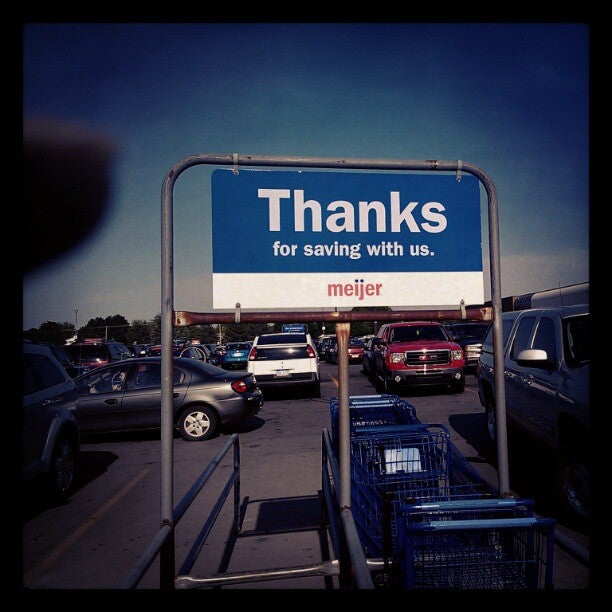 Thanks
for saving with us.
meijer